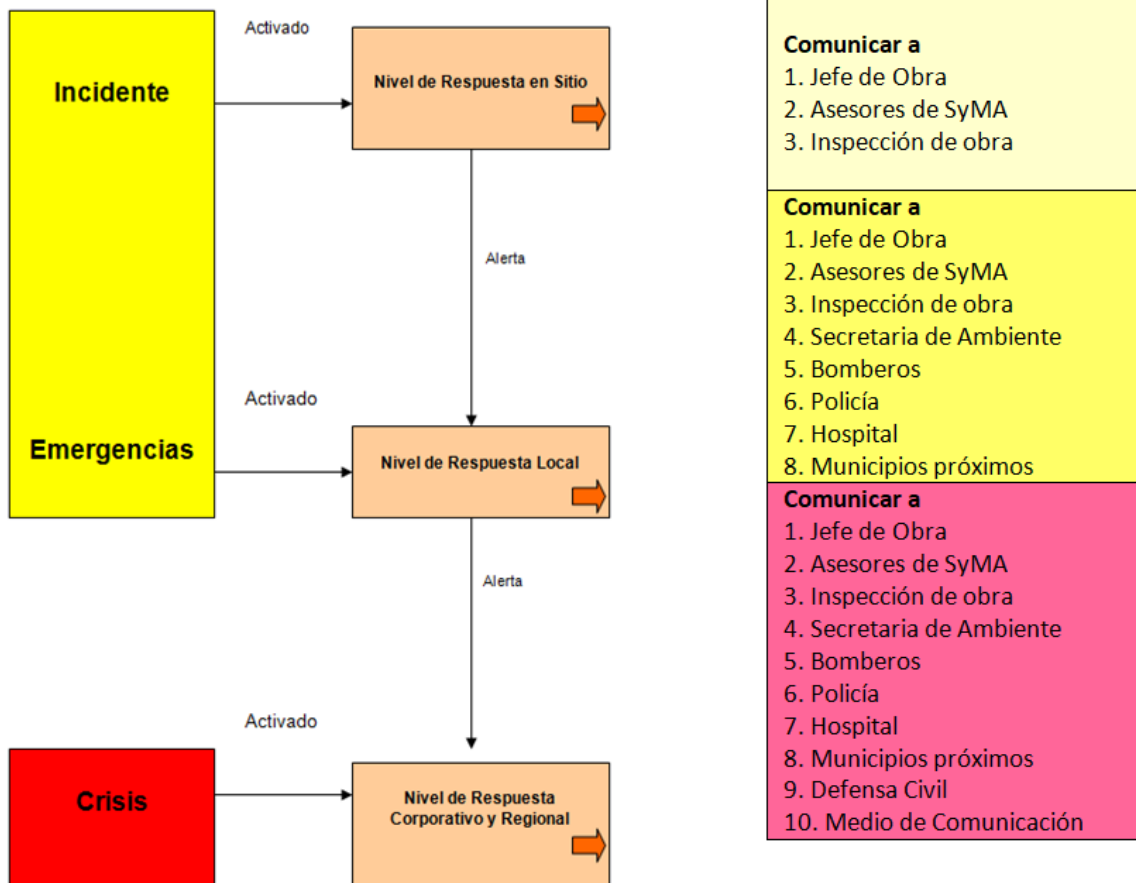 Activado
Incidente
Nivel de Respuesta en Sitio
Alerta
Activado
Emergencias
Nivel de Respuesta Local
Alerta
Activado
Crisis
Nivel de Respuesta
Corporativo y Regional
Comunicar a
1. Jefe de Obra
2. Asesores de SyMA
3. Inspección de obra
Comunicar a
1. Jefe de Obra
2. Asesores de SyMA
3. Inspección de obra
4. Secretaria de Ambiente
5. Bomberos
6. Policía
7. Hospital
8. Municipios próximos
Comunicar a
1. Jefe de Obra
2. Asesores de SyMA
3. Inspección de obra
4. Secretaria de Ambiente
5. Bomberos
6. Policía
7. Hospital
8. Municipios próximos
9. Defensa Civil
10. Medio de Comunicación